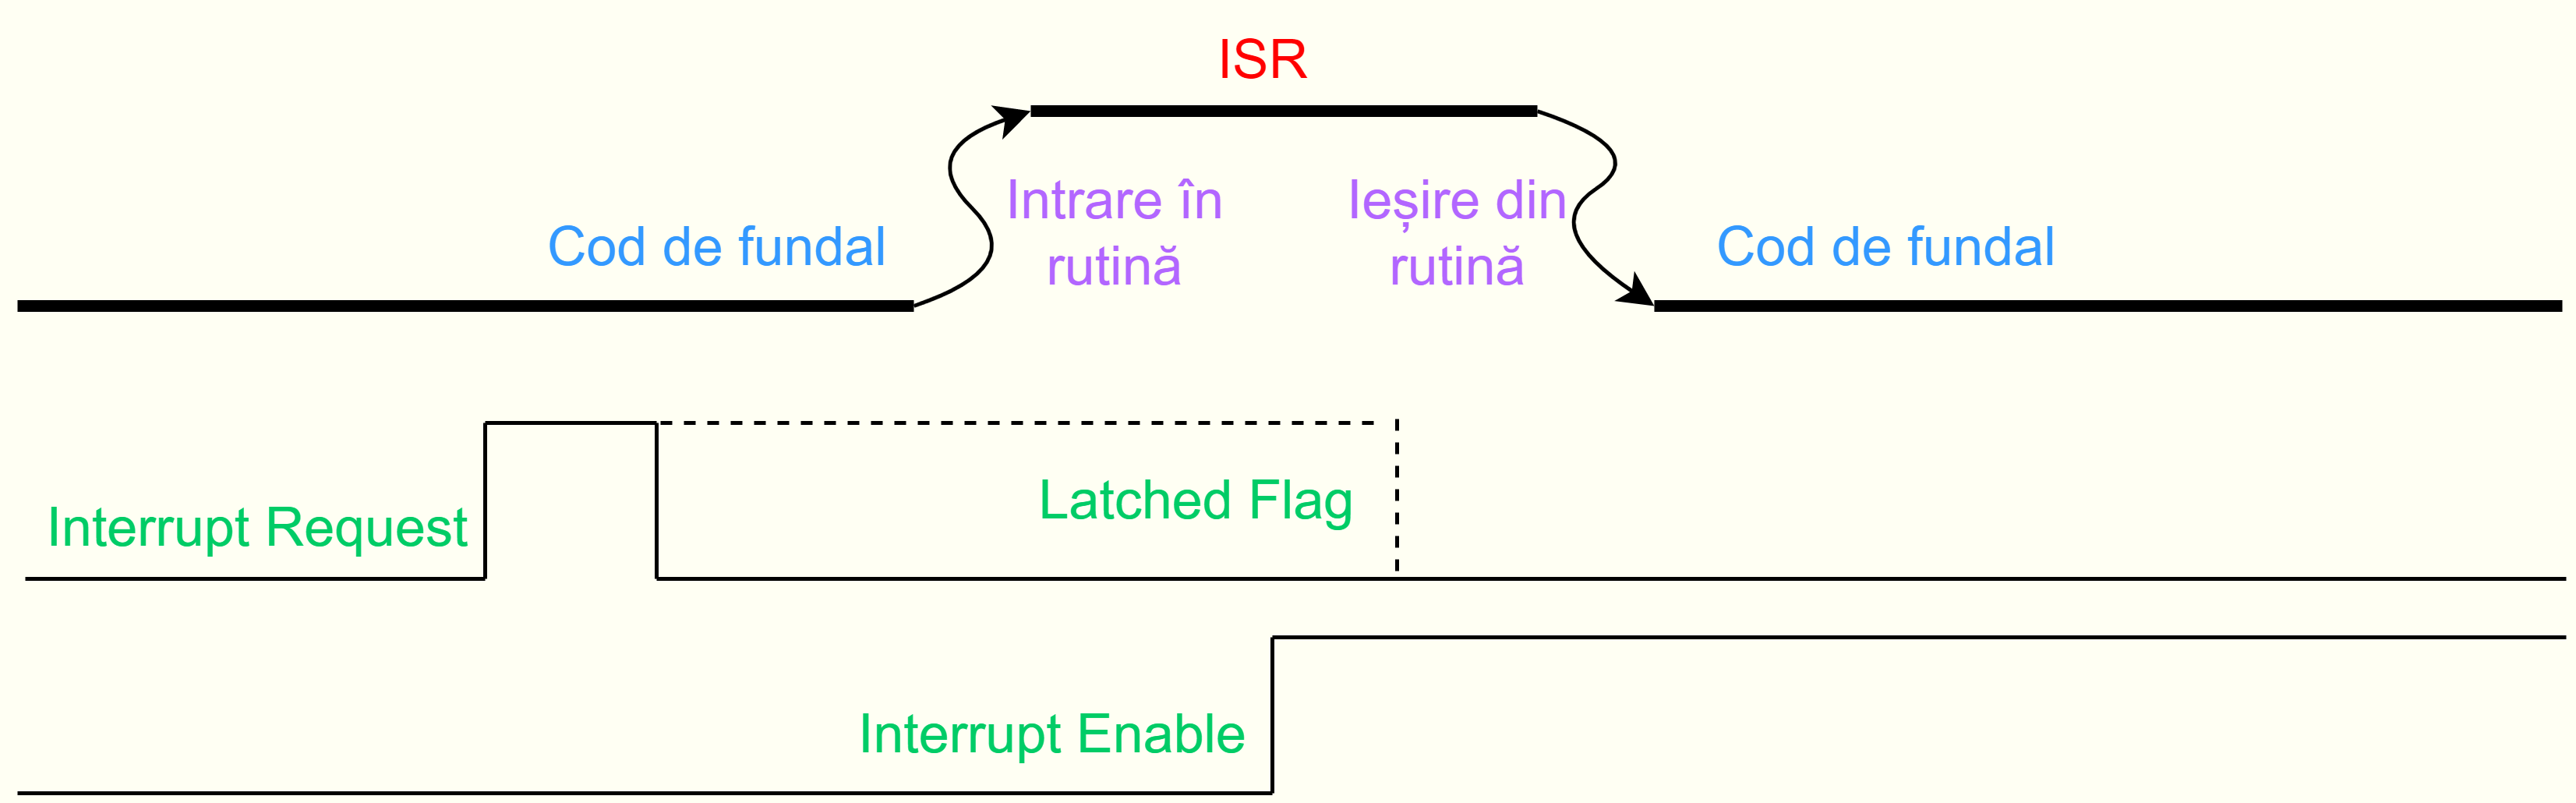 ISR
Intrare în
rutină
Ieșire din
rutină
Cod de fundal
Cod de fundal
Interrupt Request
Latched Flag
Interrupt Enable